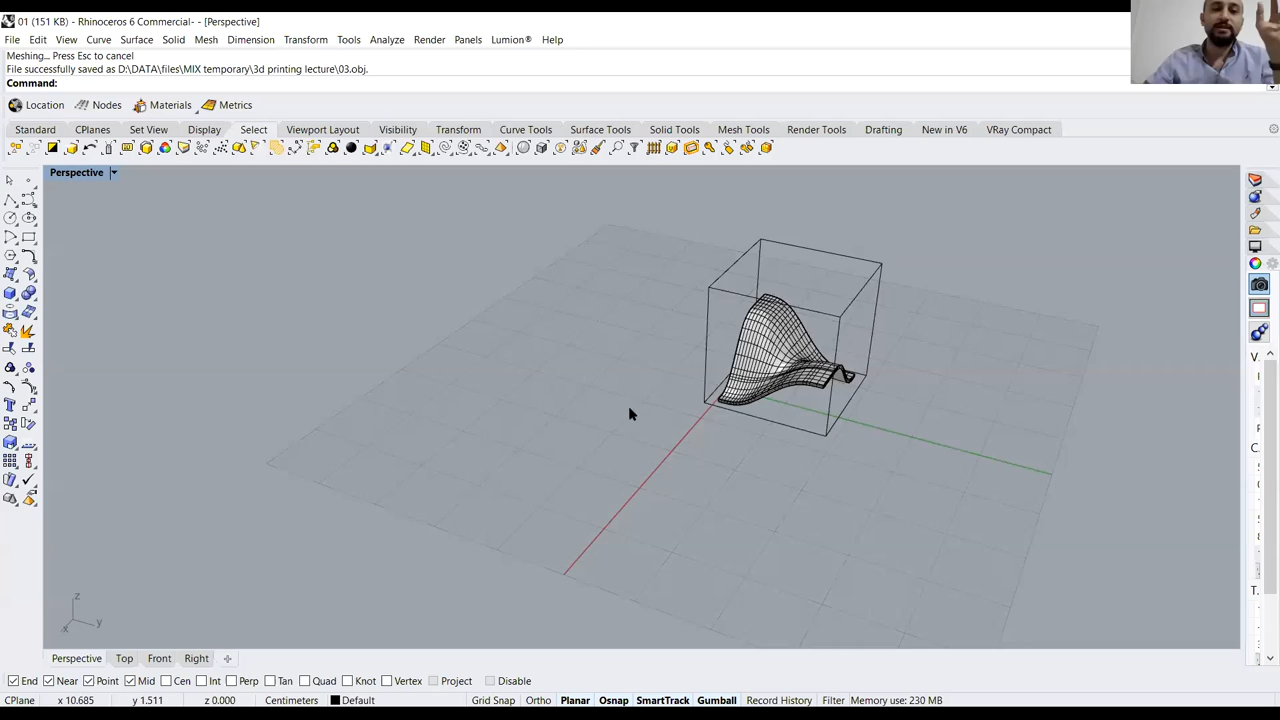 01 (151 KB) - Rhinoceros 6 Commercial- - [Perspective]
File Edit View Curve Surface Solid Mesh Dimension Transform Tools Analyze Render Panels Lumion® Help
Meshing... Press Esc to cancel
File successfully saved as D:\DATA\files\MIX temporary\3d printing lecture\03.obj.
Command:
Location Nodes Materials Metrics
Standard CPlanes Set View Display Select Viewport Layout Visibility Transform Curve Tools Surface Tools Solid Tools Mesh Tools Render Tools Drafting New in V6 VRay Compact
Perspective
z
x y
Perspective Top Front Right
End Near Point Mid Cen Int Perp Tan Quad Knot Vertex Project Disable
CPlane x 10.685 y 1.511 z 0.000 Centimeters Default Grid Snap Ortho Planar Osnap SmartTrack Gumball Record History Filter Memory use: 230 MB